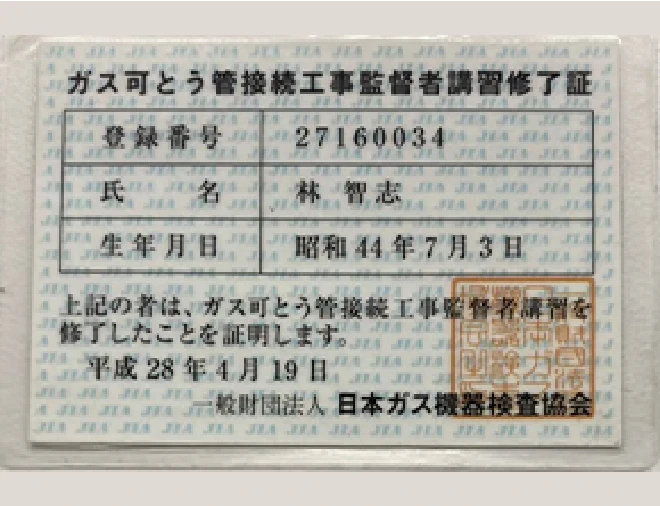 ガス可とう管接続工事監督者講習修了証
登録番号 27160034
氏名 林 智志
生年月日 昭和44年7月3日
上記の者は、ガス可とう管接続工事監督者講習を
修了したことを証明します。
平成28年4月19日
一般財団法人 日本ガス機器検査協会